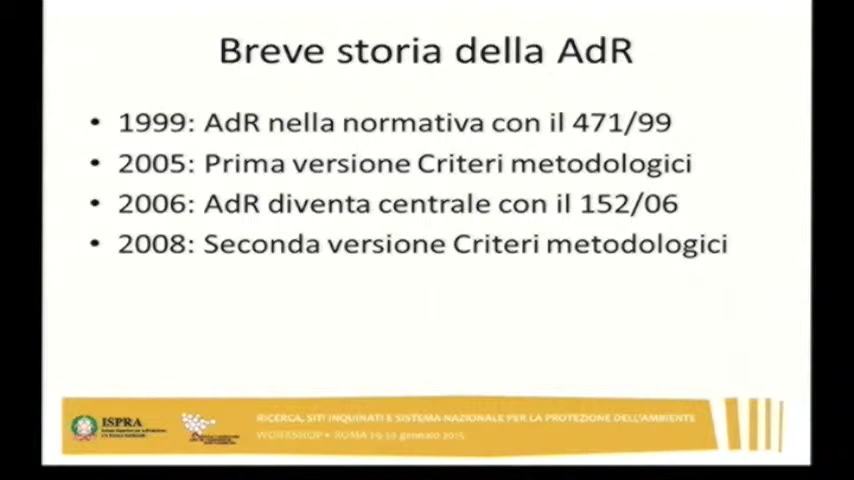 Breve storia della AdR
• 1999: AdR nella normativa con il 471/99
• 2005: Prima versione Criteri metodologici
• 2006: AdR diventa centrale con il 152/06
• 2008: Seconda versione Criteri metodologici
ISPRA
RICERCA, SITI INQUINATI E SISTEMA NAZIONALE PER LA PROTEZIONE DELL'AMBIENTE
WORKSHOP • ROMA gennaio 2015